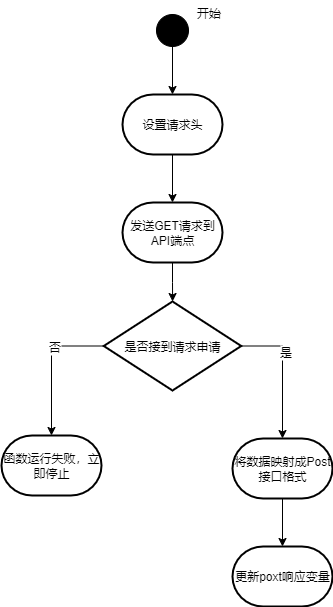 开始
设置请求头
发送GET请求到
API端点
是否接到请求申请
否
是
函数运行失败，立
即停止
将数据映射成Post
接口格式
更新poxt响应变量